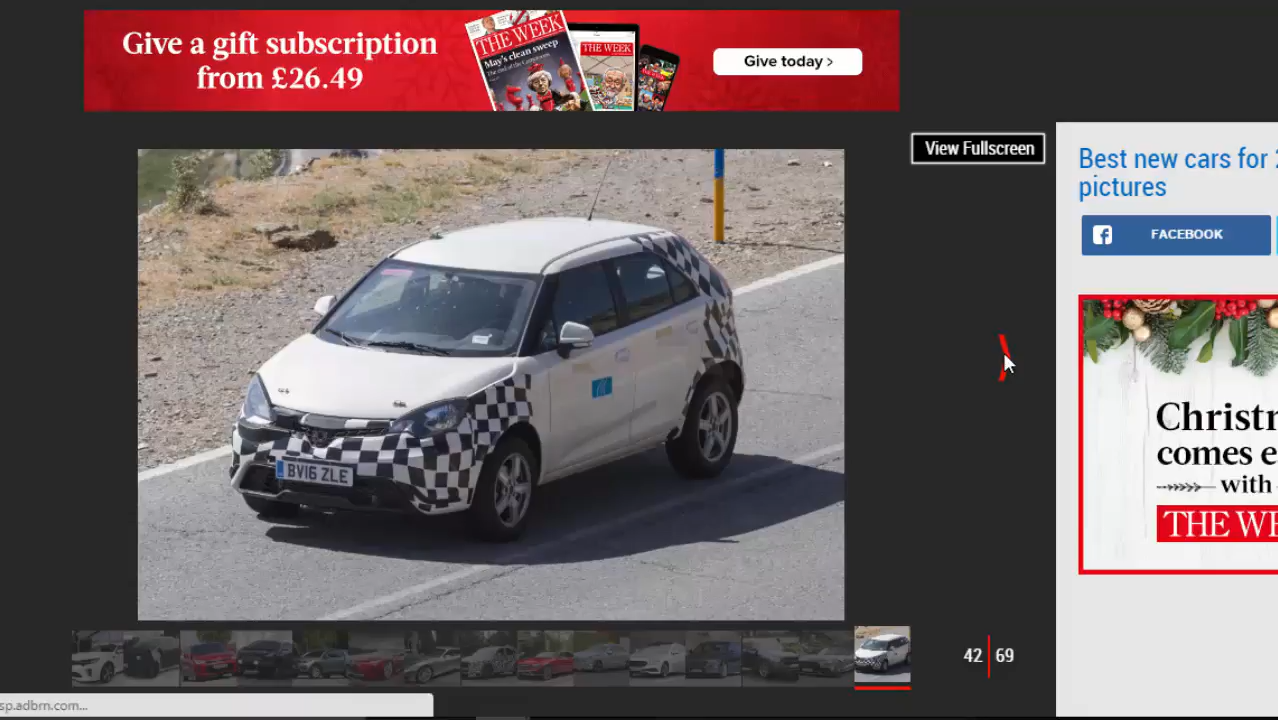 Give a gift subscription
from £26.49
THE WEEK
May's clean sweep
THE WEEK
Give today >
View Fullscreen
Best new cars for 2
pictures
FACEBOOK
BV16 ZLE
Christm
comes e
with
THE WE
42 69
sp.adbrn.com...